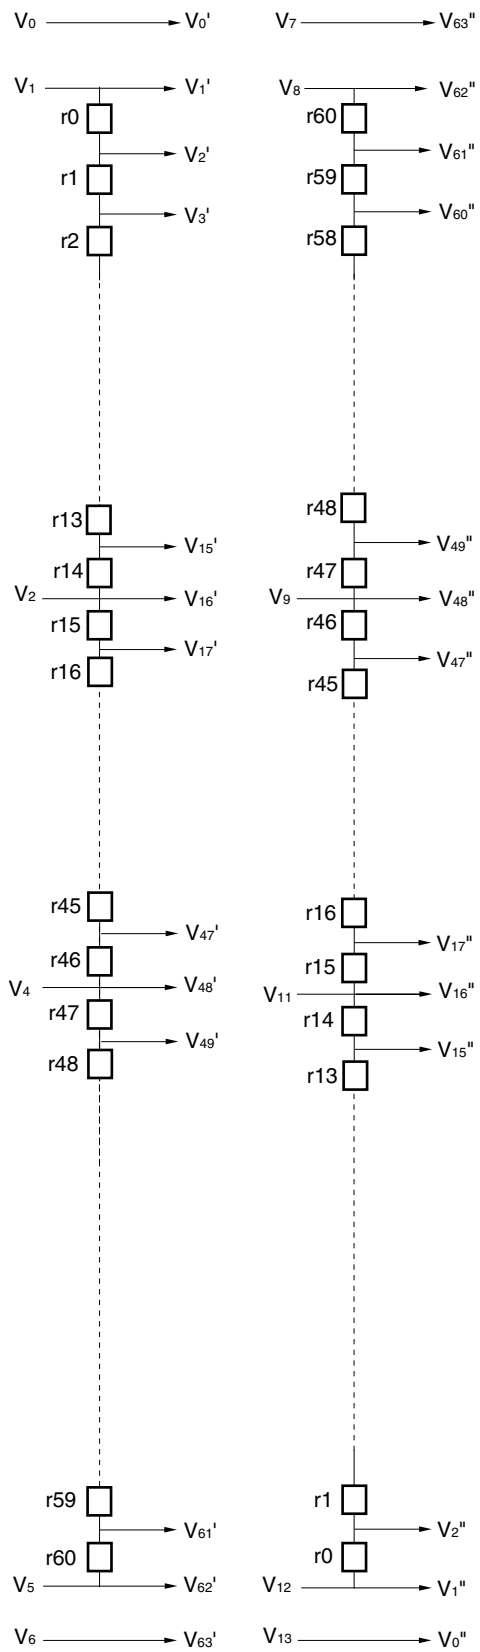 V0 V0'
V1 V1'
r0
V2'
r1
V3'
r2
r13
V15'
r14
V2 V16'
r15
V17'
r16
r45
V47'
r46
V4 V48'
r47
V49'
r48
r59
V61'
r60
V5 V62'
V6 V63'
V7 V63"
V8 V62"
r60
V61"
r59
V60"
r58
r48
V49"
r47
V9 V48"
r46
V47"
r45
r16
V17"
r15
V11 V16"
r14
V15"
r13
r1
V2"
r0
V12 V1"
V13 V0"